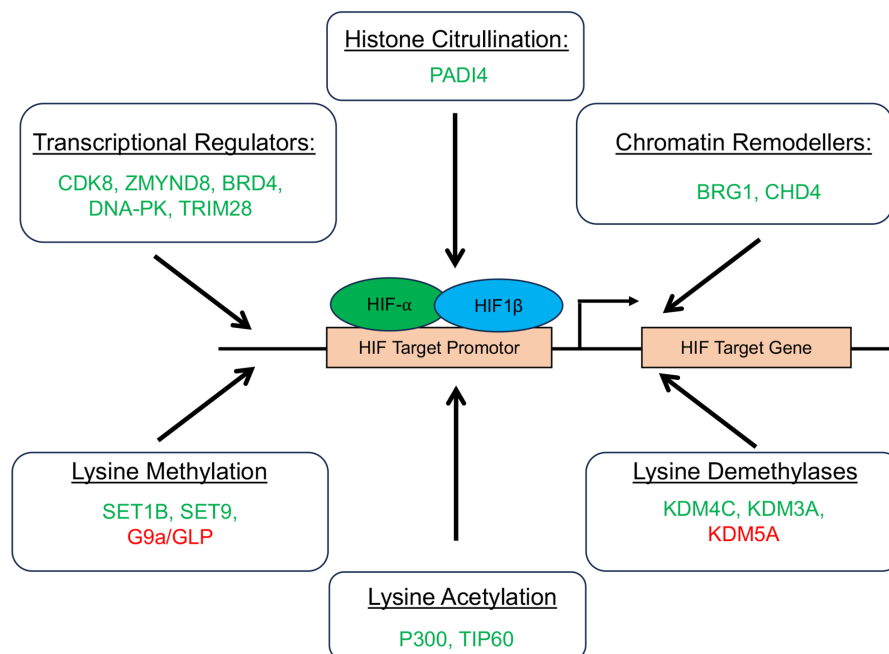 Histone Citrullination:
PADI4
Transcriptional Regulators:
CDK8, ZMYND8, BRD4,
DNA-PK, TRIM28
Chromatin Remodellers:
BRG1, CHD4
HIF-α
HIF1β
HIF Target Promotor
HIF Target Gene
Lysine Methylation
SET1B, SET9,
G9a/GLP
Lysine Demethylases
KDM4C, KDM3A,
KDM5A
Lysine Acetylation
P300, TIP60